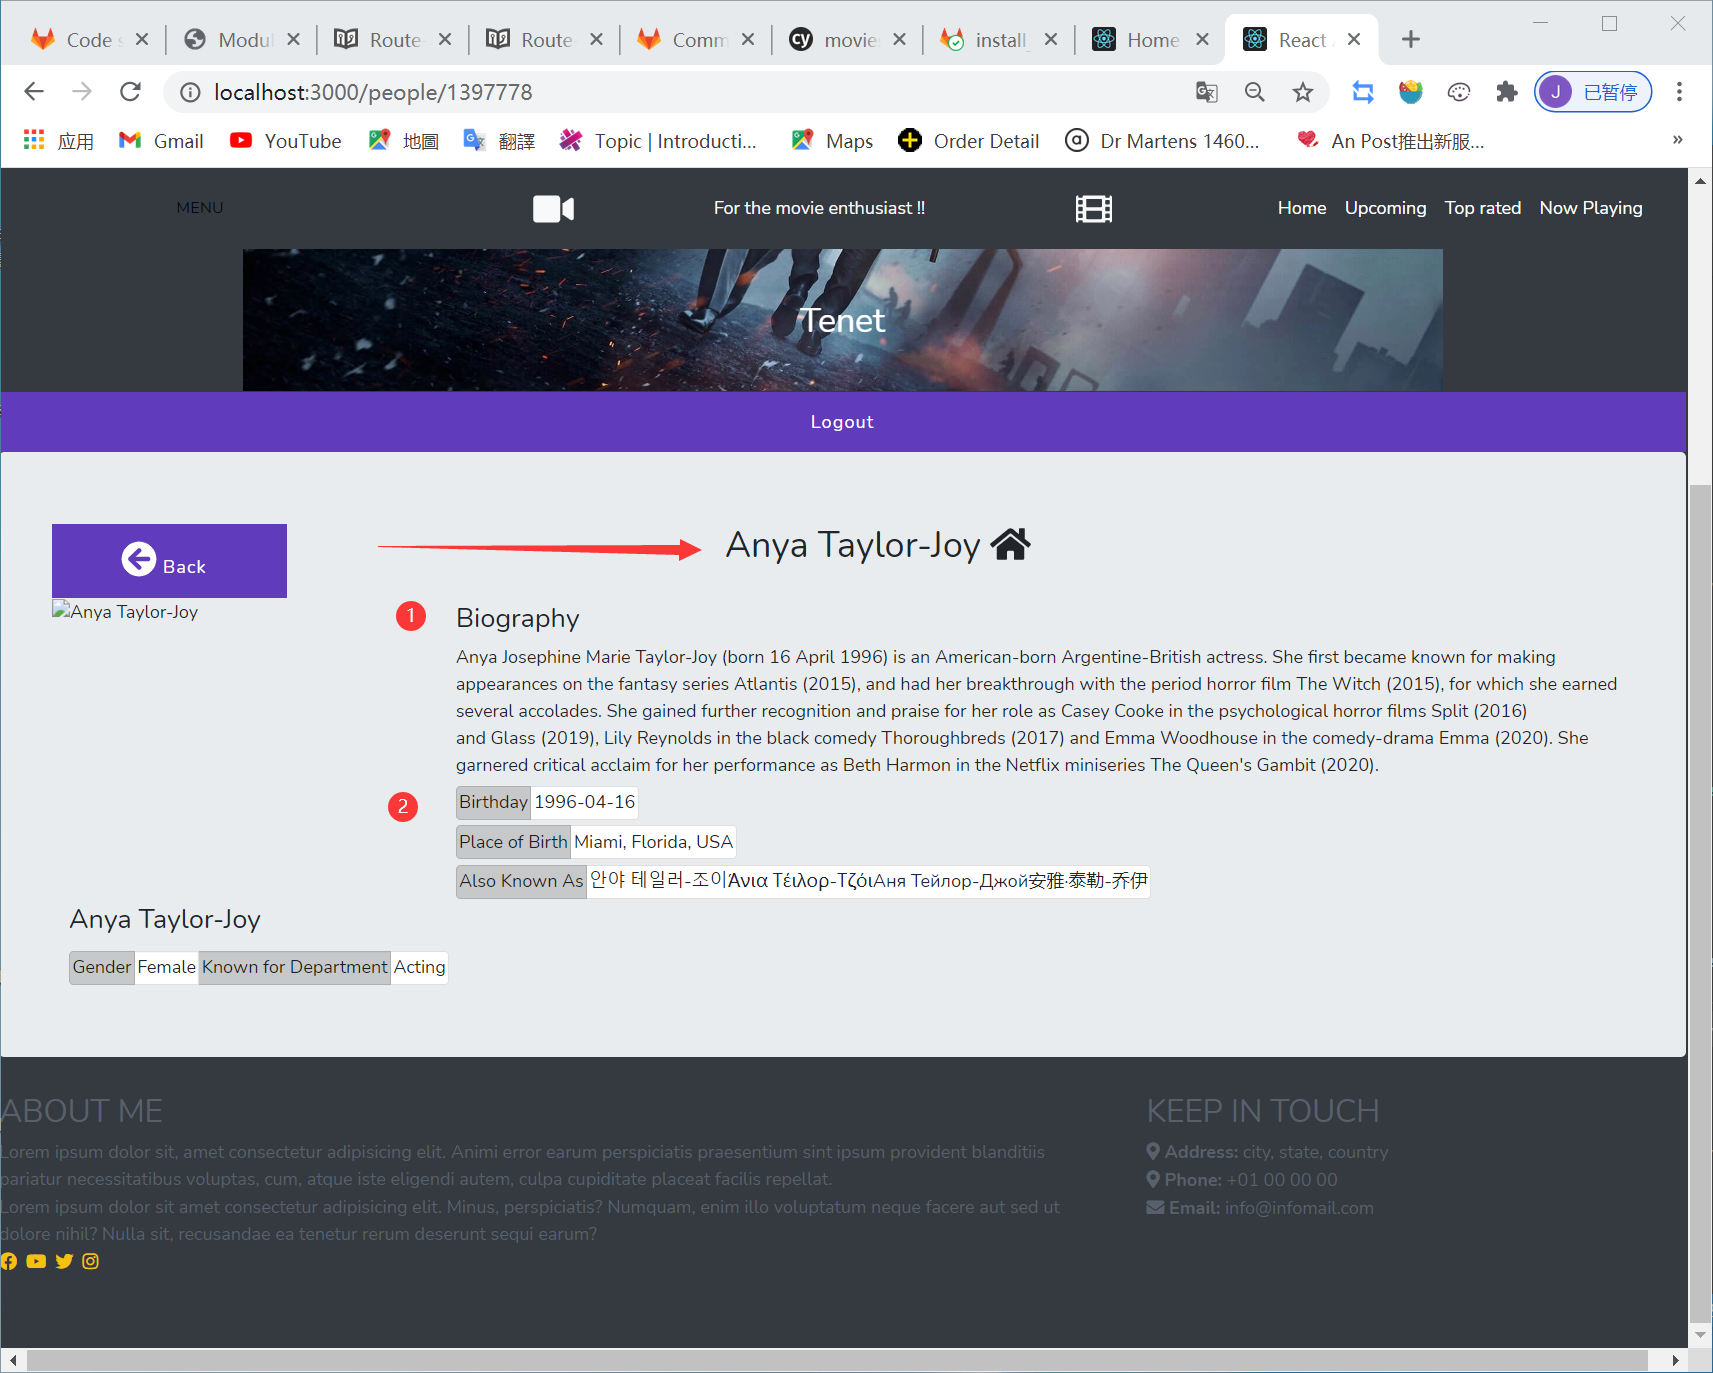 Code s
Modul
Route-
Route-
Comm
cy movie
install_
Home
React
localhost:3000/people/1397778
J 已暂停
应用
Gmail
YouTube
地圖
翻譯
Topic | Introducti...
Maps
Order Detail
Dr Martens 1460...
An Post推出新服...
»
MENU
For the movie enthusiast !!
Home Upcoming Top rated Now Playing
Tenet
Logout
Back
Anya Taylor-Joy
Anya Taylor-Joy
1 Biography
Anya Josephine Marie Taylor-Joy (born 16 April 1996) is an American-born Argentine-British actress. She first became known for making
appearances on the fantasy series Atlantis (2015), and had her breakthrough with the period horror film The Witch (2015), for which she earned
several accolades. She gained further recognition and praise for her role as Casey Cooke in the psychological horror films Split (2016)
and Glass (2019), Lily Reynolds in the black comedy Thoroughbreds (2017) and Emma Woodhouse in the comedy-drama Emma (2020). She
garnered critical acclaim for her performance as Beth Harmon in the Netflix miniseries The Queen's Gambit (2020).
2 Birthday 1996-04-16
Place of Birth Miami, Florida, USA
Also Known As 안야 테일러-조이Άνια Τέιλορ-ΤζόιАня Тейлор-Джой安雅·泰勒-乔伊
Anya Taylor-Joy
Gender Female Known for Department Acting
ABOUT ME
Lorem ipsum dolor sit, amet consectetur adipisicing elit. Animi error earum perspiciatis praesentium sint ipsum provident blanditiis
pariatur necessitatibus voluptas, cum, atque iste eligendi autem, culpa cupiditate placeat facilis repellat.
Lorem ipsum dolor sit amet consectetur adipisicing elit. Minus, perspiciatis? Numquam, enim illo voluptatum neque facere aut sed ut
dolore nihil? Nulla sit, recusandae ea tenetur rerum deserunt sequi earum?
KEEP IN TOUCH
Address: city, state, country
Phone: +01 00 00 00
Email: info@infomail.com